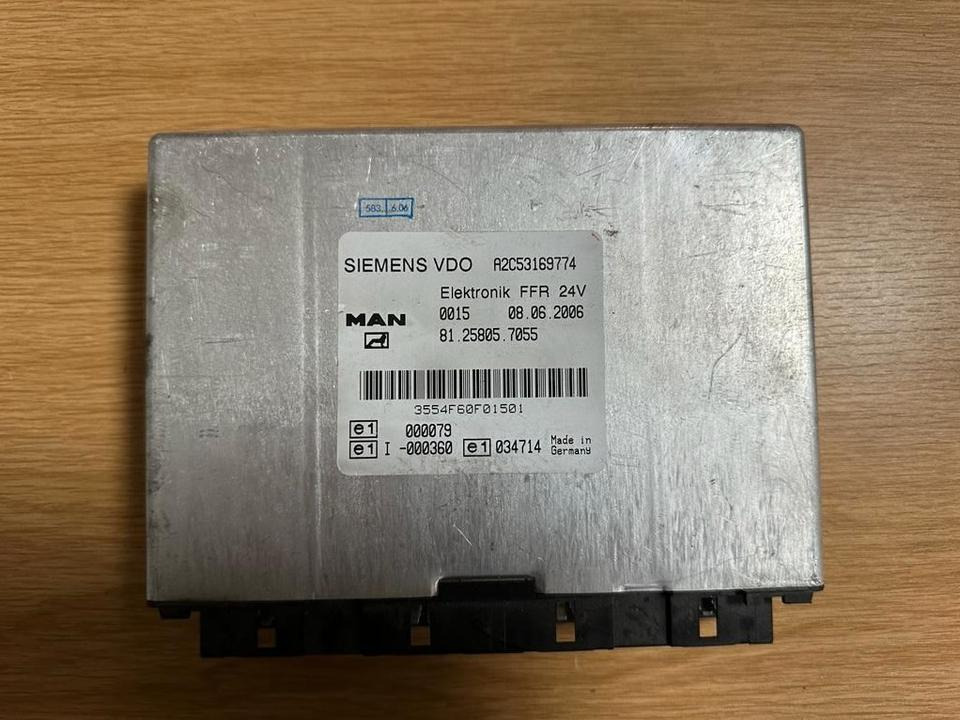 583. 6.06
SIEMENS VDO A2C53169774
Elektronik FFR 24V
MAN 0015 08.06.2006
81.25805.7055
3554F60F01501
e1 000079
e1 I -000360 e1 034714 Made in
Germany